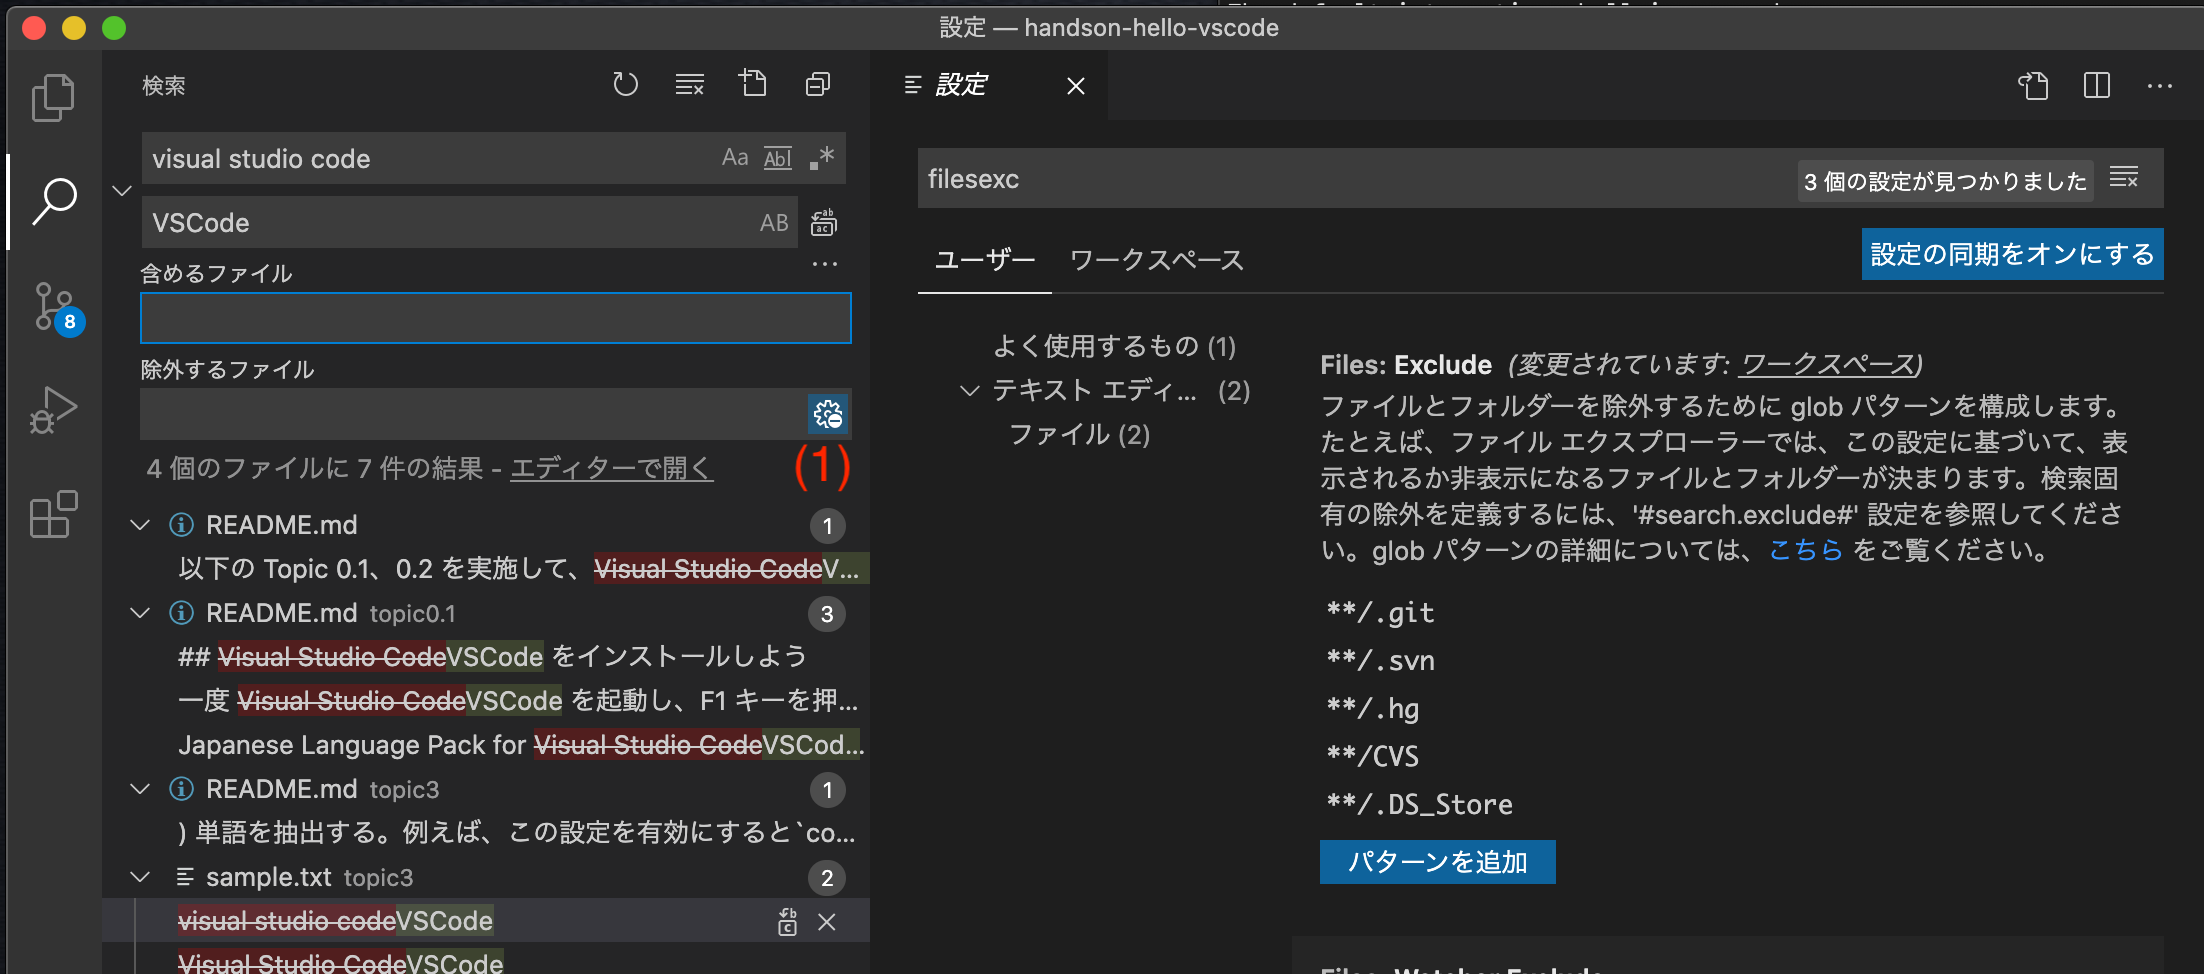 設定 — handson-hello-vscode
検索
visual studio code
Aa Abl .*
VSCode
AB
含めるファイル
除外するファイル
4 個のファイルに 7 件の結果 - エディターで開く
(1)
README.md 1
以下の Topic 0.1、0.2 を実施して、Visual Studio CodeV...
README.md topic0.1 3
## Visual Studio CodeVSCode をインストールしよう
一度 Visual Studio CodeVSCode を起動し、F1 キーを押...
Japanese Language Pack for Visual Studio CodeVSCod...
README.md topic3 1
) 単語を抽出する。例えば、この設定を有効にすると`co...
sample.txt topic3 2
visual studio codeVSCode
Visual Studio CodeVSCode
8
設定
filesexc
3 個の設定が見つかりました
ユーザー ワークスペース
設定の同期をオンにする
よく使用するもの (1)
テキスト エディ... (2)
ファイル (2)
Files: Exclude (変更されています: ワークスペース)
ファイルとフォルダーを除外するために glob パターンを構成します。
たとえば、ファイル エクスプローラーでは、この設定に基づいて、表
示されるか非表示になるファイルとフォルダーが決まります。検索固
有の除外を定義するには、'#search.exclude#' 設定を参照してくださ
い。glob パターンの詳細については、こちら をご覧ください。
**/.git
**/.svn
**/.hg
**/CVS
**/.DS_Store
パターンを追加
Files: Watcher Exclude